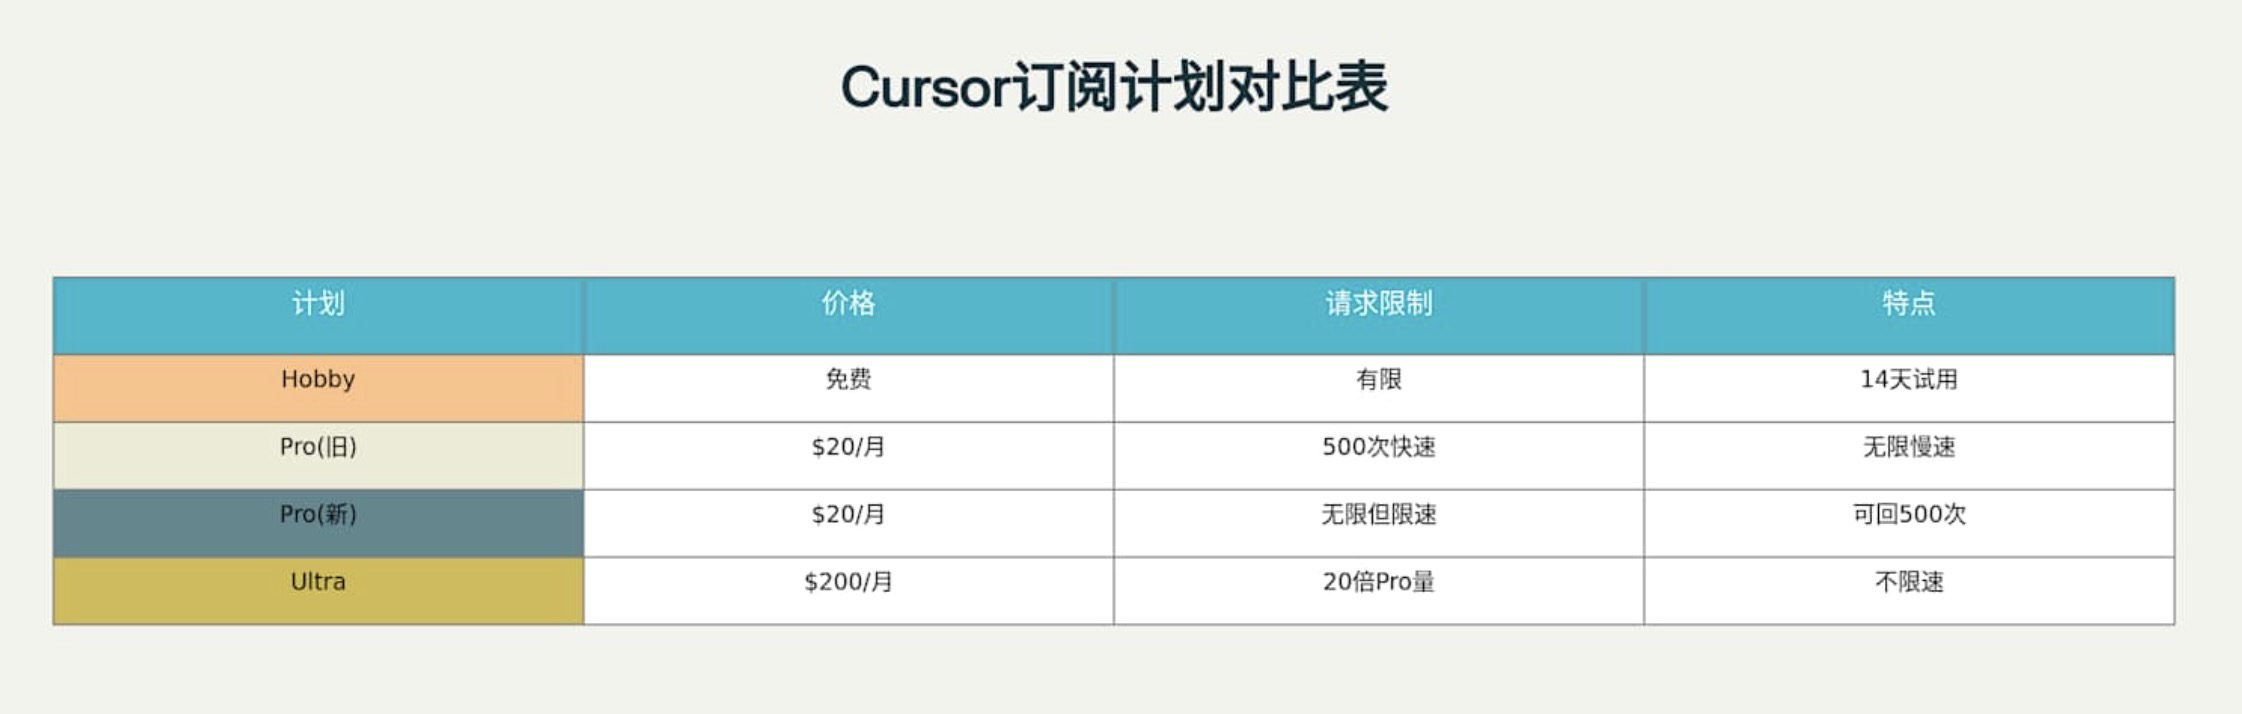 Cursor订阅计划对比表
计划 价格 请求限制 特点
Hobby 免费 有限 14天试用
Pro(旧) $20/月 500次快速 无限慢速
Pro(新) $20/月 无限但限速 可回500次
Ultra $200/月 20倍Pro量 不限速